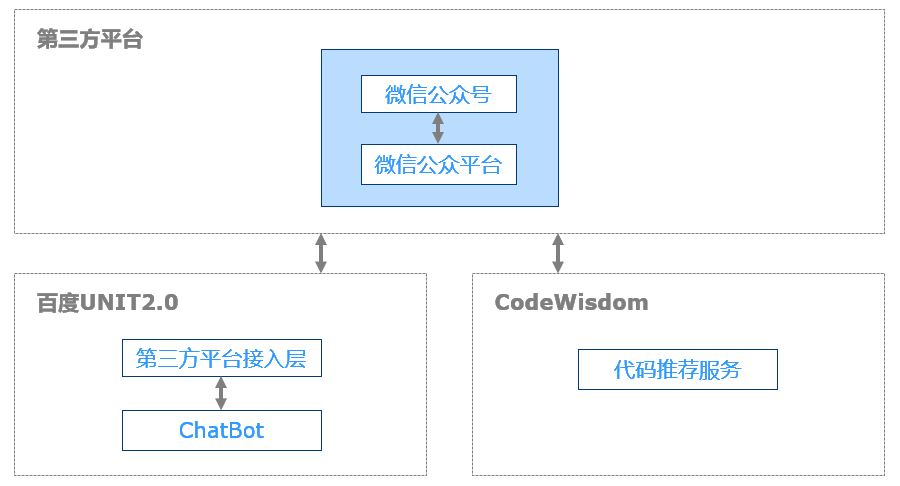 第三方平台
微信公众号
微信公众平台
百度UNIT2.0
第三方平台接入层
ChatBot
CodeWisdom
代码推荐服务